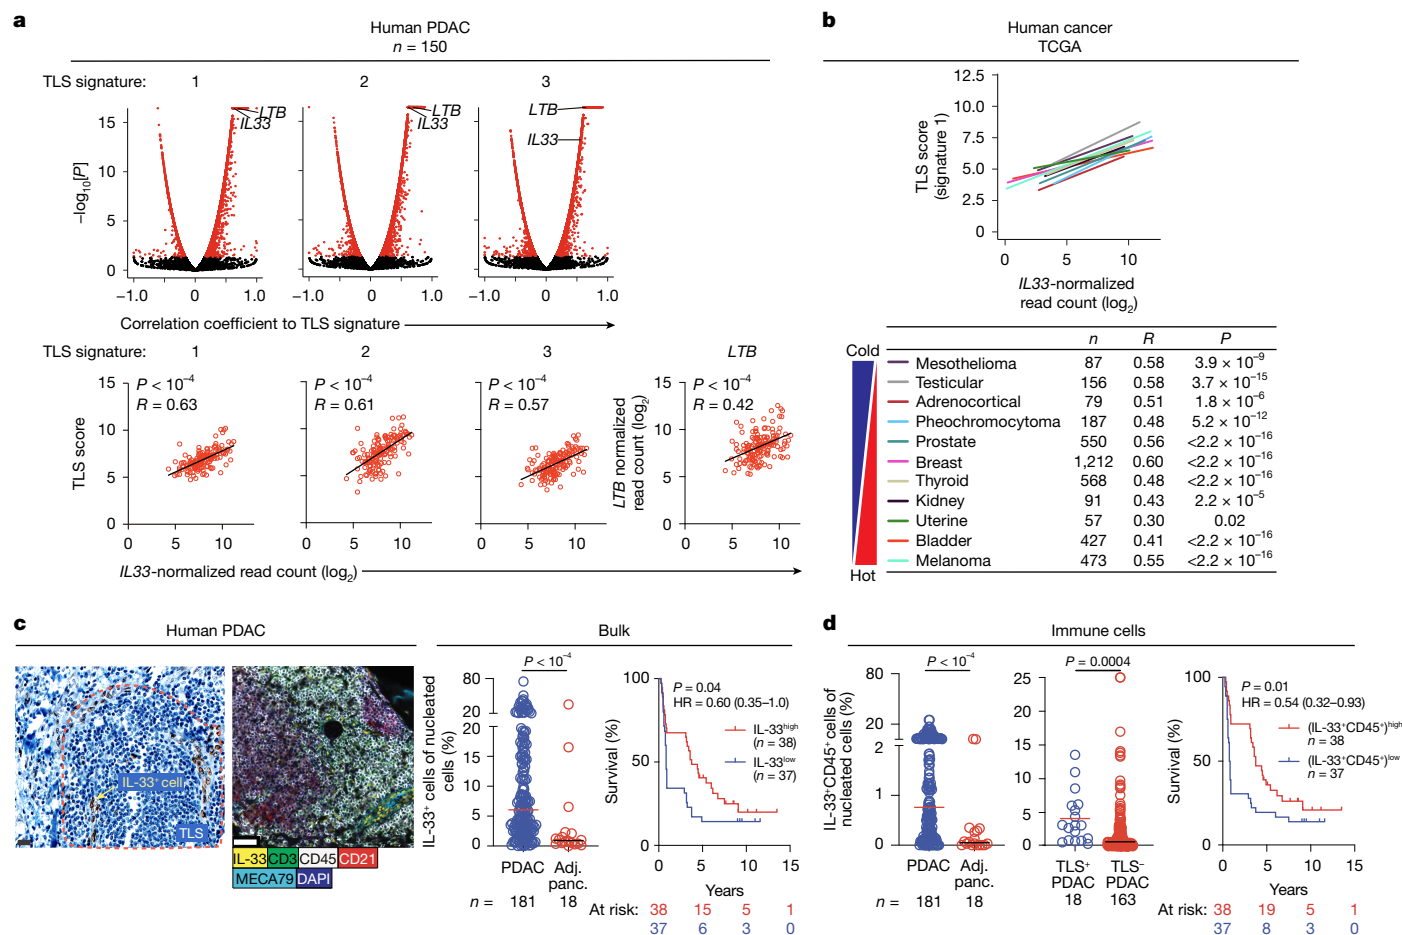 a
Human PDAC
n = 150
TLS signature: 1 2 3
LTB
IL33
LTB
IL33
LTB
IL33
–log10[P]
15
10
5
0
–1.0 0 1.0
–1.0 0 1.0
–1.0 0 1.0
Correlation coefficient to TLS signature
TLS signature: 1 2 3 LTB
P < 10–4
R = 0.63
P < 10–4
R = 0.61
P < 10–4
R = 0.57
P < 10–4
R = 0.42
TLS score
15
10
5
0
LTB normalized
read count (log2)
15
10
5
0
0 5 10
0 5 10
0 5 10
0 5 10
IL33-normalized read count (log2)
b
Human cancer
TCGA
TLS score
(signature 1)
12.5
10.0
7.5
5.0
2.5
0
0 5 10
IL33-normalized
read count (log2)
n R P
Cold
Mesothelioma 87 0.58 3.9 × 10–9
Testicular 156 0.58 3.7 × 10–15
Adrenocortical 79 0.51 1.8 × 10–6
Pheochromocytoma 187 0.48 5.2 × 10–12
Prostate 550 0.56 <2.2 × 10–16
Breast 1,212 0.60 <2.2 × 10–16
Thyroid 568 0.48 <2.2 × 10–16
Kidney 91 0.43 2.2 × 10–5
Uterine 57 0.30 0.02
Bladder 427 0.41 <2.2 × 10–16
Melanoma 473 0.55 <2.2 × 10–16
Hot
c
Human PDAC
IL-33+ cell
TLS
IL-33 CD3 CD45 CD21
MECA79 DAPI
Bulk
IL-33+ cells of nucleated
cells (%)
80
20
20
15
10
5
0
P < 10–4
PDAC Adj.
panc.
n = 181 18
Survival (%)
100
50
0
P = 0.04
HR = 0.60 (0.35–1.0)
IL-33high
(n = 38)
IL-33low
(n = 37)
0 5 10 15
Years
At risk: 38 15 5 1
37 6 3 0
d
Immune cells
IL-33+CD45+ cells of
nucleated cells (%)
80
20
2
1
0
P < 10–4
PDAC Adj.
panc.
n = 181 18
25
20
15
10
5
0
P = 0.0004
TLS+
PDAC
18
TLS–
PDAC
163
Survival (%)
100
50
0
P = 0.01
HR = 0.54 (0.32–0.93)
(IL-33+CD45+)high
n = 38
(IL-33+CD45+)low
n = 37
0 5 10 15
Years
At risk: 38 19 5 1
37 8 3 0